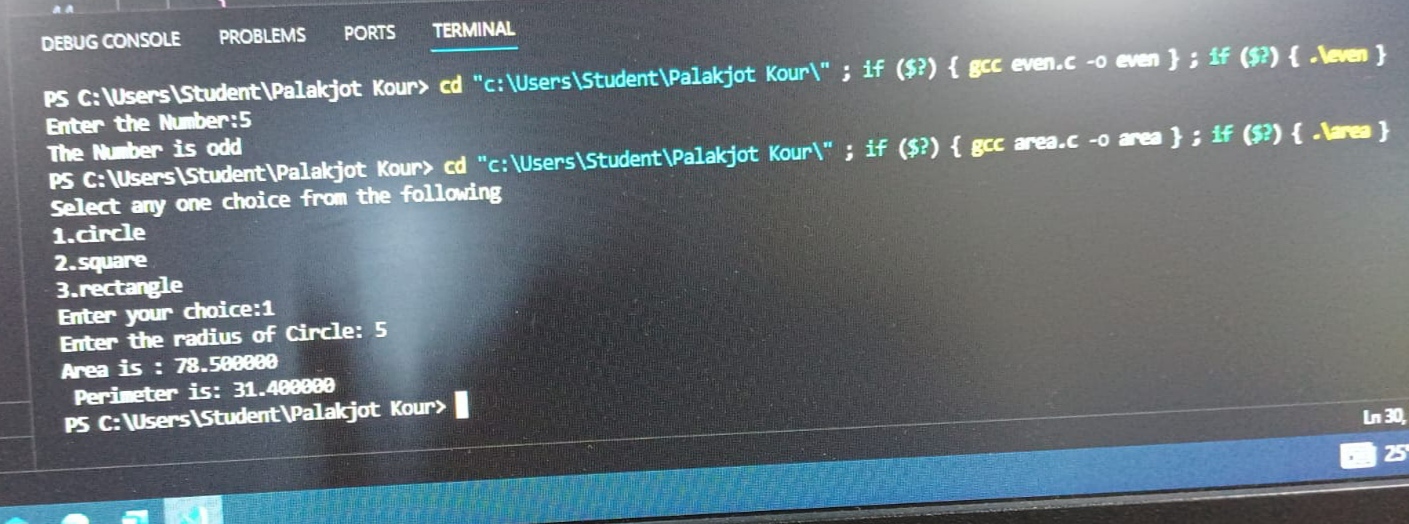 DEBUG CONSOLE PROBLEMS PORTS TERMINAL
PS C:\Users\Student\Palakjot Kour> cd "c:\Users\Student\Palakjot Kour\" ; if ($?) { gcc even.c -o even } ; if ($?) { .\even }
Enter the Number:5
The Number is odd
PS C:\Users\Student\Palakjot Kour> cd "c:\Users\Student\Palakjot Kour\" ; if ($?) { gcc area.c -o area } ; if ($?) { .\area }
Select any one choice from the following
1.circle
2.square
3.rectangle
Enter your choice:1
Enter the radius of Circle: 5
Area is : 78.500000
Perimeter is: 31.400000
PS C:\Users\Student\Palakjot Kour>
Ln 30,
25°